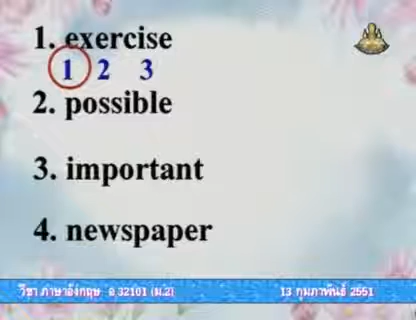 1. exercise
1 2 3
2. possible
3. important
4. newspaper
วิชา ภาษาอังกฤษ อ 32101 (ม.2) 13 กุมภาพันธ์ 2551